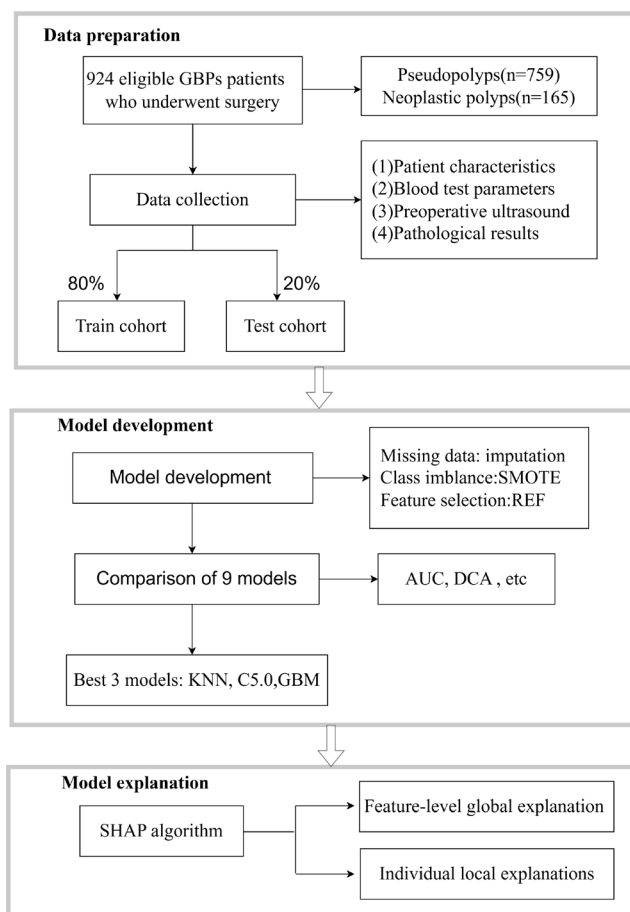 Data preparation
924 eligible GBPs patients
who underwent surgery
Pseudopolyps(n=759)
Neoplastic polyps(n=165)
Data collection
(1)Patient characteristics
(2)Blood test parameters
(3)Preoperative ultrasound
(4)Pathological results
80%
20%
Train cohort
Test cohort
Model development
Model development
Missing data: imputation
Class imblance:SMOTE
Feature selection:REF
Comparison of 9 models
AUC, DCA , etc
Best 3 models: KNN, C5.0,GBM
Model explanation
SHAP algorithm
Feature-level global explanation
Individual local explanations